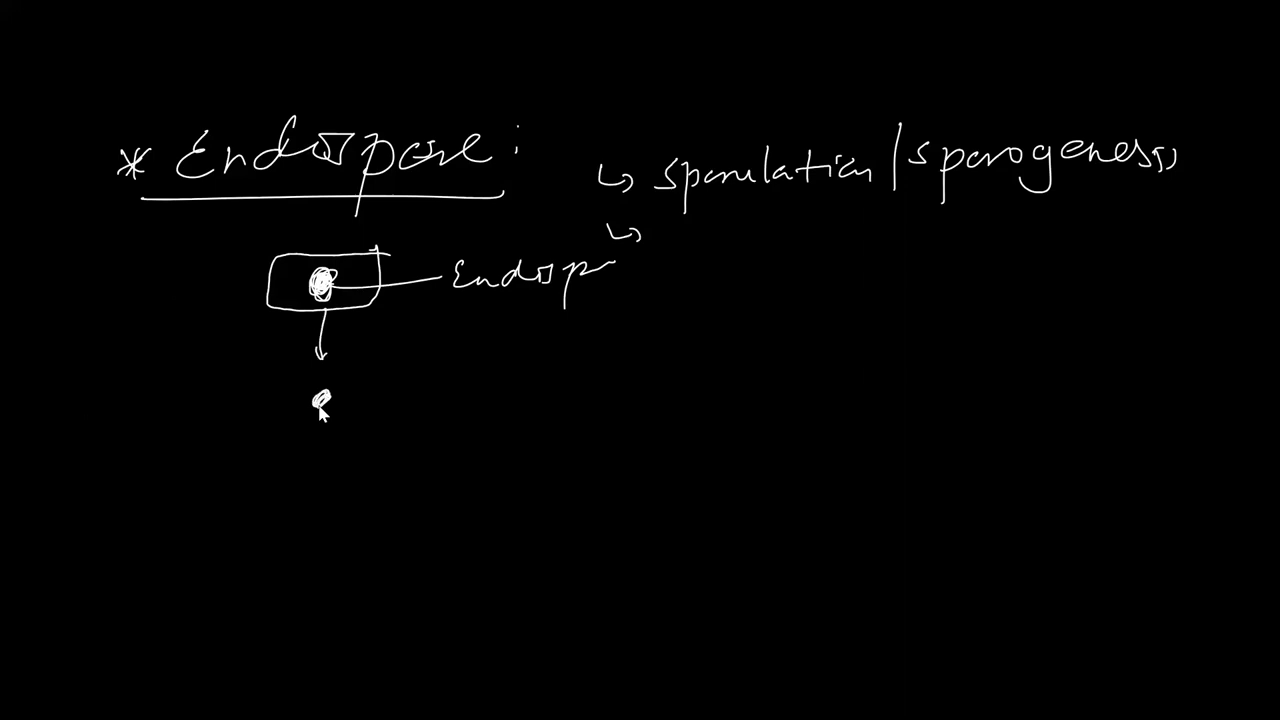 * Endospore:
↳ sporulation / sporogenesis
↳
Endosp